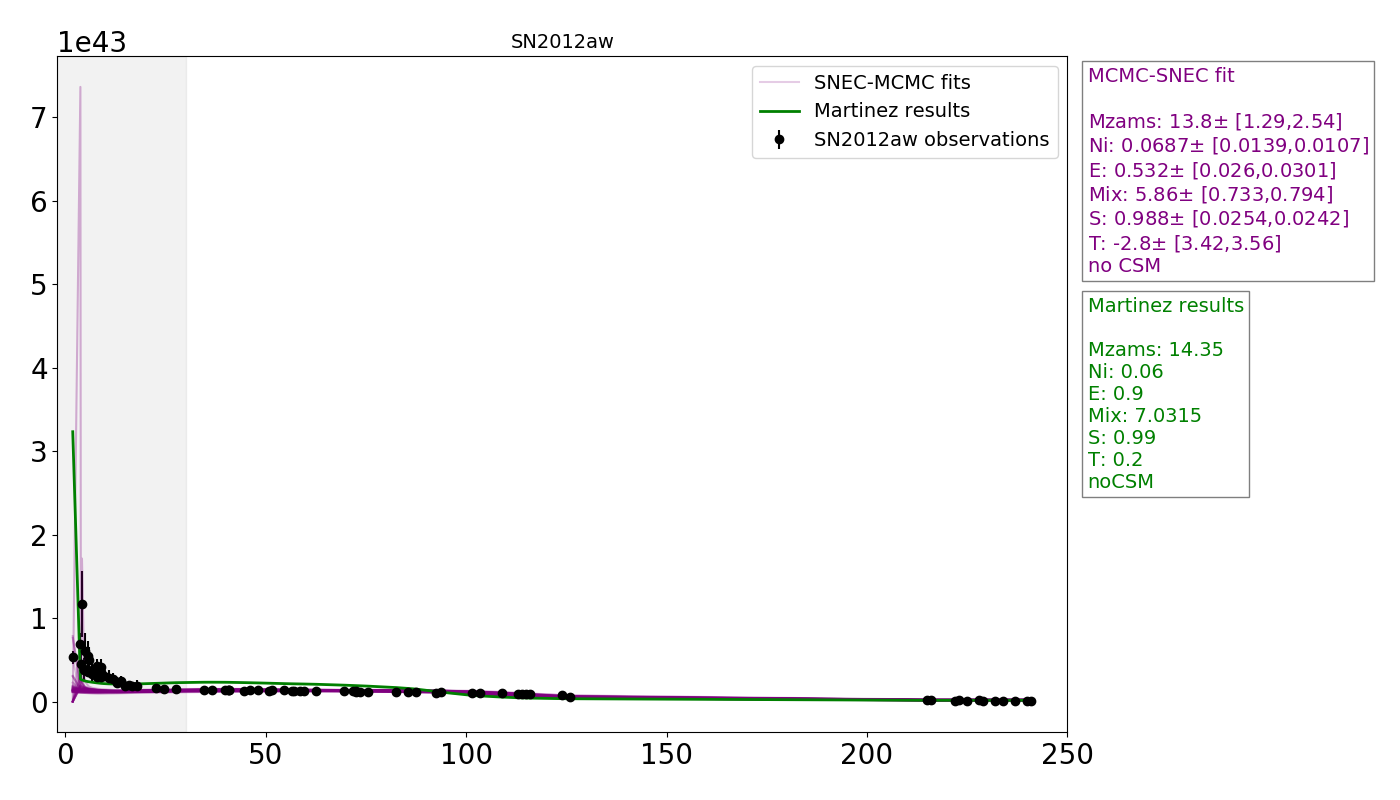 1e43
SN2012aw
7
6
5
4
3
2
1
0
0
50
100
150
200
250
SNEC-MCMC fits
Martinez results
SN2012aw observations
MCMC-SNEC fit
Mzams: 13.8± [1.29,2.54]
Ni: 0.0687± [0.0139,0.0107]
E: 0.532± [0.026,0.0301]
Mix: 5.86± [0.733,0.794]
S: 0.988± [0.0254,0.0242]
T: -2.8± [3.42,3.56]
no CSM
Martinez results
Mzams: 14.35
Ni: 0.06
E: 0.9
Mix: 7.0315
S: 0.99
T: 0.2
noCSM